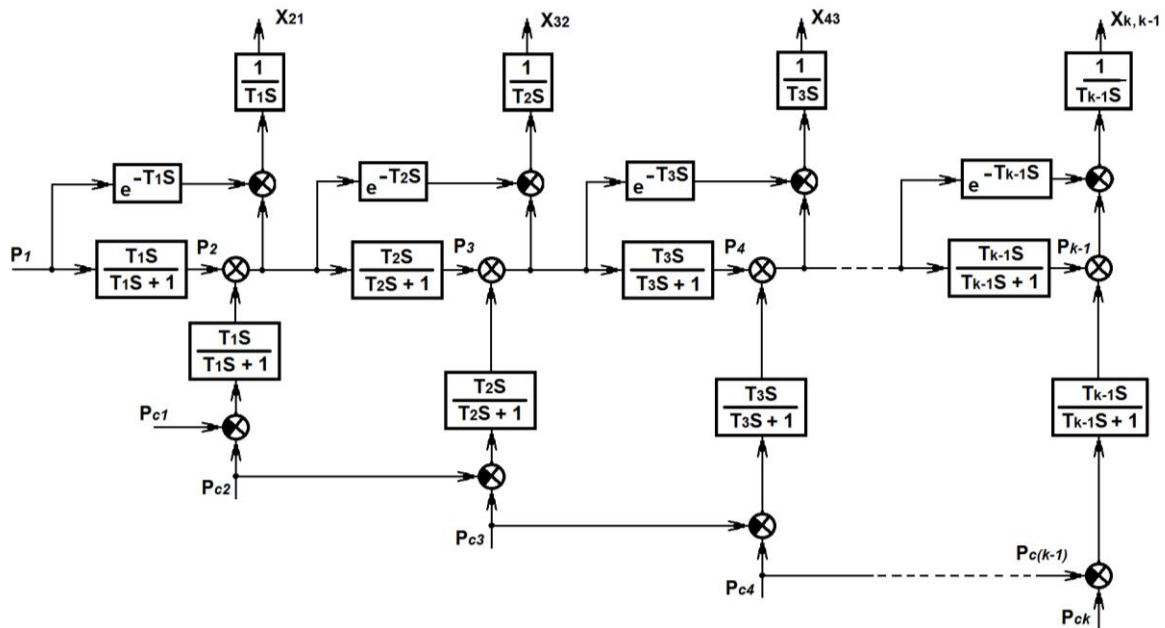 X21 X32 X43 Xk, k-1
1 1 1 1
T1S T2S T3S Tk-1S
e-T1S e-T2S e-T3S e-Tk-1S
P1 T1S P2 T2S P3 T3S P4 Tk-1S Pk-1
T1S + 1 T2S + 1 T3S + 1 Tk-1S + 1
T1S
T1S + 1
T2S T3S Tk-1S
T2S + 1 T3S + 1 Tk-1S + 1
Pc1
Pc2
Pc3
Pc(k-1)
Pc4
Pck